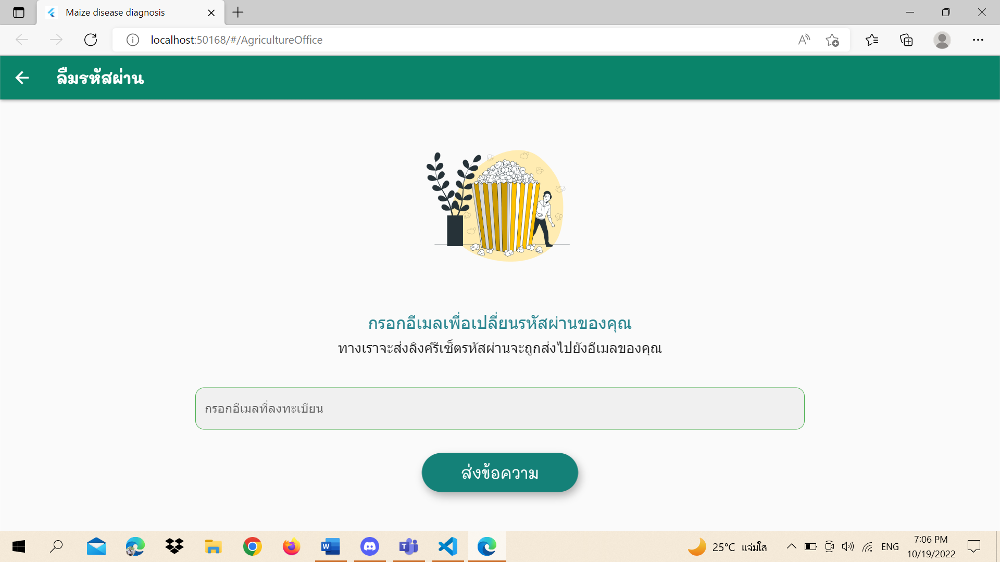 Maize disease diagnosis
localhost:50168/#/AgricultureOffice
ลืมรหัสผ่าน
กรอกอีเมลเพื่อเปลี่ยนรหัสผ่านของคุณ
ทางเราจะส่งลิงค์รีเซ็ตรหัสผ่านจะถูกส่งไปยังอีเมลของคุณ
กรอกอีเมลที่ลงทะเบียน
ส่งข้อความ
25°C แจ่มใส
ENG
7:06 PM
10/19/2022